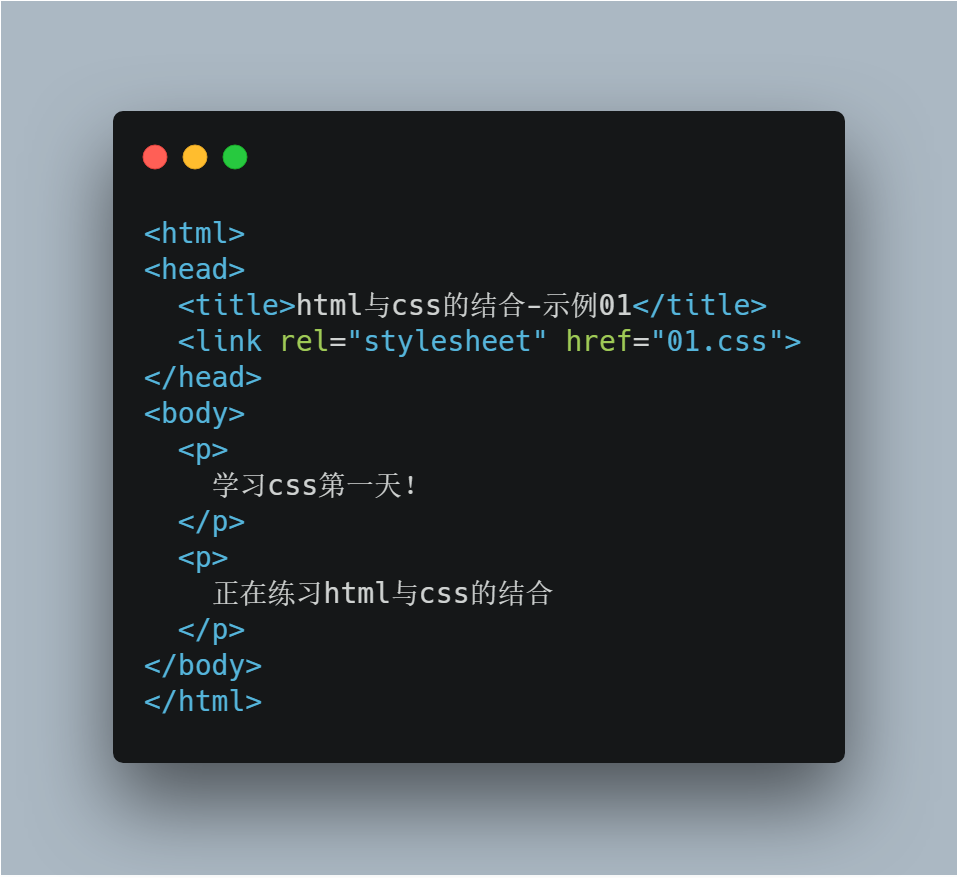 <html>
<head>
  <title>html与css的结合-示例01</title>
  <link rel="stylesheet" href="01.css">
</head>
<body>
  <p>
    学习css第一天!
  </p>
  <p>
    正在练习html与css的结合
  </p>
</body>
</html>